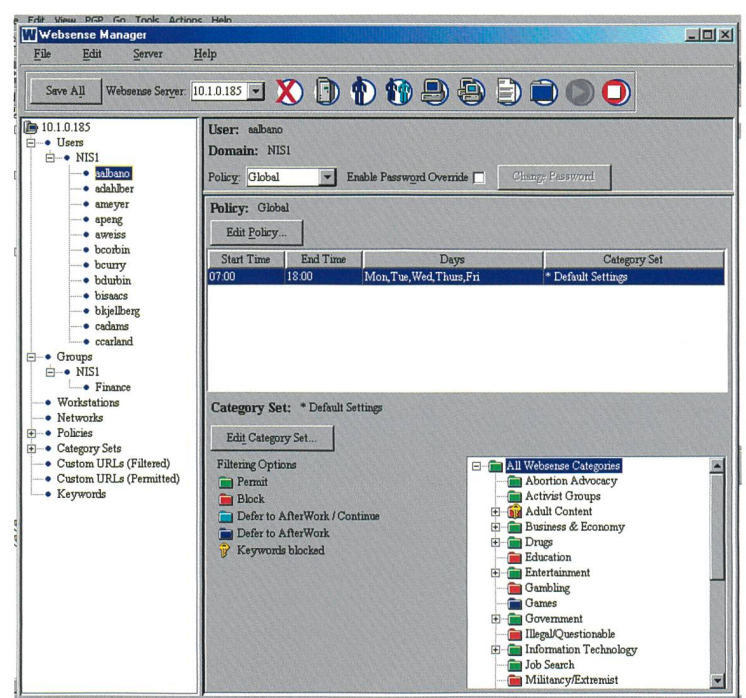 File Edit View PGP Go Tools Actions Help
Websense Manager
File Edit Server Help
Save All Websense Server: 10.1.0.185
10.1.0.185
Users
NIS1
aalbano
adahlber
ameyer
apeng
aweiss
bcorbin
bcurry
bdurbin
bisaacs
bkjellberg
cadams
ccarland
Groups
NIS1
Finance
Workstations
Networks
Policies
Category Sets
Custom URLs (Filtered)
Custom URLs (Permitted)
Keywords
User: aalbano
Domain: NIS1
Policy: Global Enable Password Override Change Password
Policy: Global
Edit Policy...
Start Time End Time Days Category Set
07:00 18:00 Mon,Tue,Wed,Thurs,Fri * Default Settings
Category Set: * Default Settings
Edit Category Set...
Filtering Options
Permit
Block
Defer to AfterWork / Continue
Defer to AfterWork
Keywords blocked
All Websense Categories
Abortion Advocacy
Activist Groups
Adult Content
Business & Economy
Drugs
Education
Entertainment
Gambling
Games
Government
Illegal/Questionable
Information Technology
Job Search
Militancy/Extremist